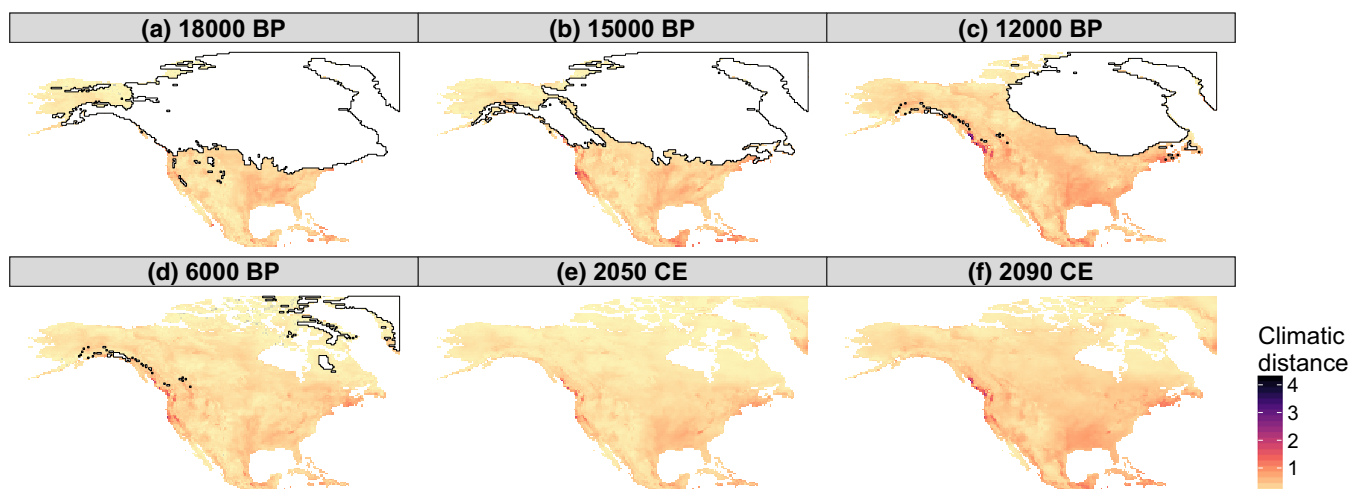 (a) 18000 BP
(b) 15000 BP
(c) 12000 BP
(d) 6000 BP
(e) 2050 CE
(f) 2090 CE
Climatic
distance
4
3
2
1